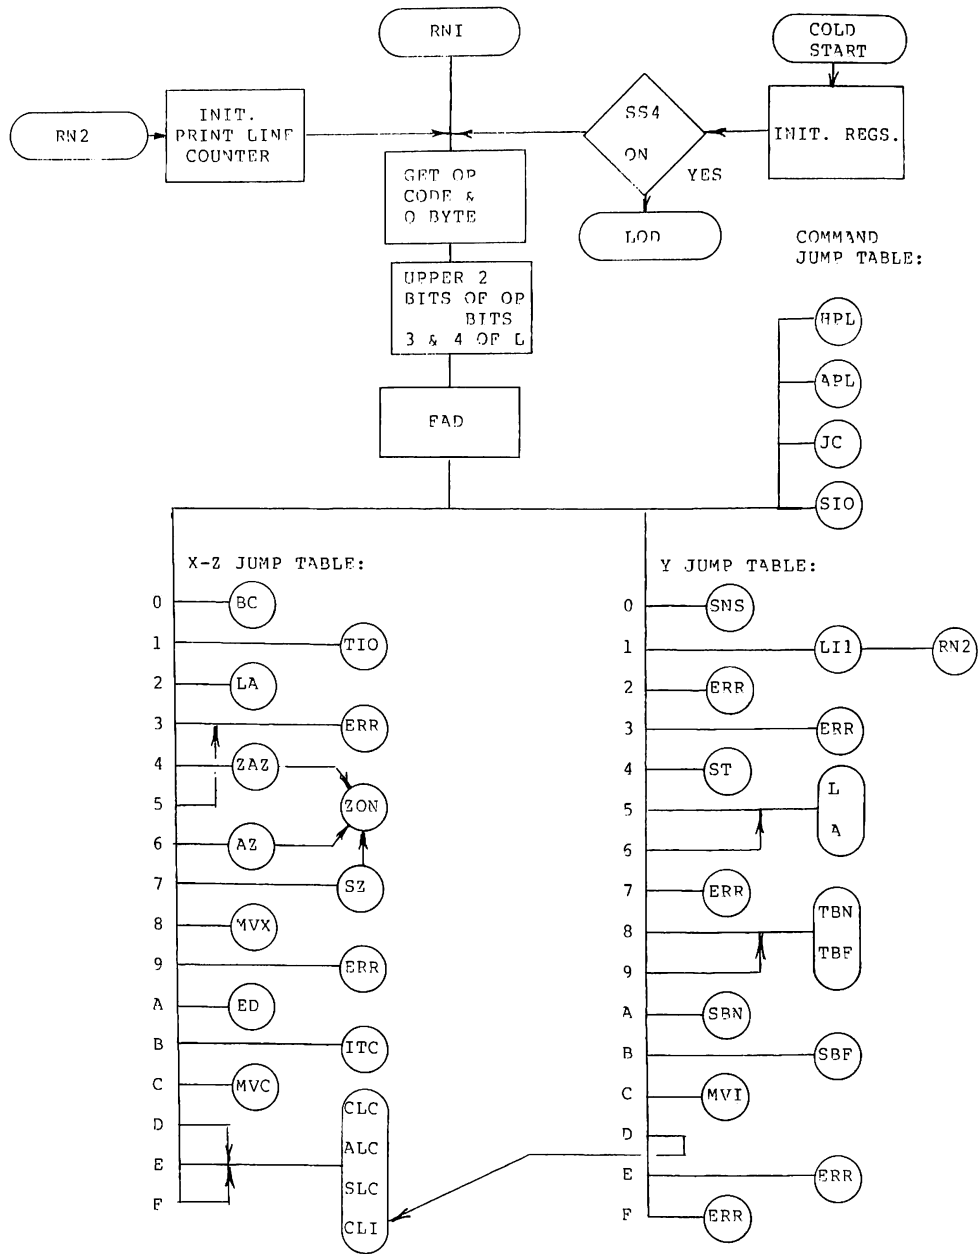 RNI
COLD
START
RN2
INIT.
PRINT LINE
COUNTER
SS4
ON
YES
INIT. REGS.
GET OP
CODE &
Q BYTE
LOD
COMMAND
JUMP TABLE:
UPPER 2
BITS OF OP
BITS
3 & 4 OF L
HPL
APL
JC
SIO
FAD
X-Z JUMP TABLE:
0 BC
1 TIO
2 LA
3 ERR
4 ZAZ
5 ZON
6 AZ
7 SZ
8 MVX
9 ERR
A ED
B ITC
C MVC
D
E
F
CLC
ALC
SLC
CLI
Y JUMP TABLE:
0 SNS
1 LI1 RN2
2 ERR
3 ERR
4 ST
5
6
L
A
7 ERR
8
9
TBN
TBF
A SBN
B SBF
C MVI
D
E ERR
F ERR